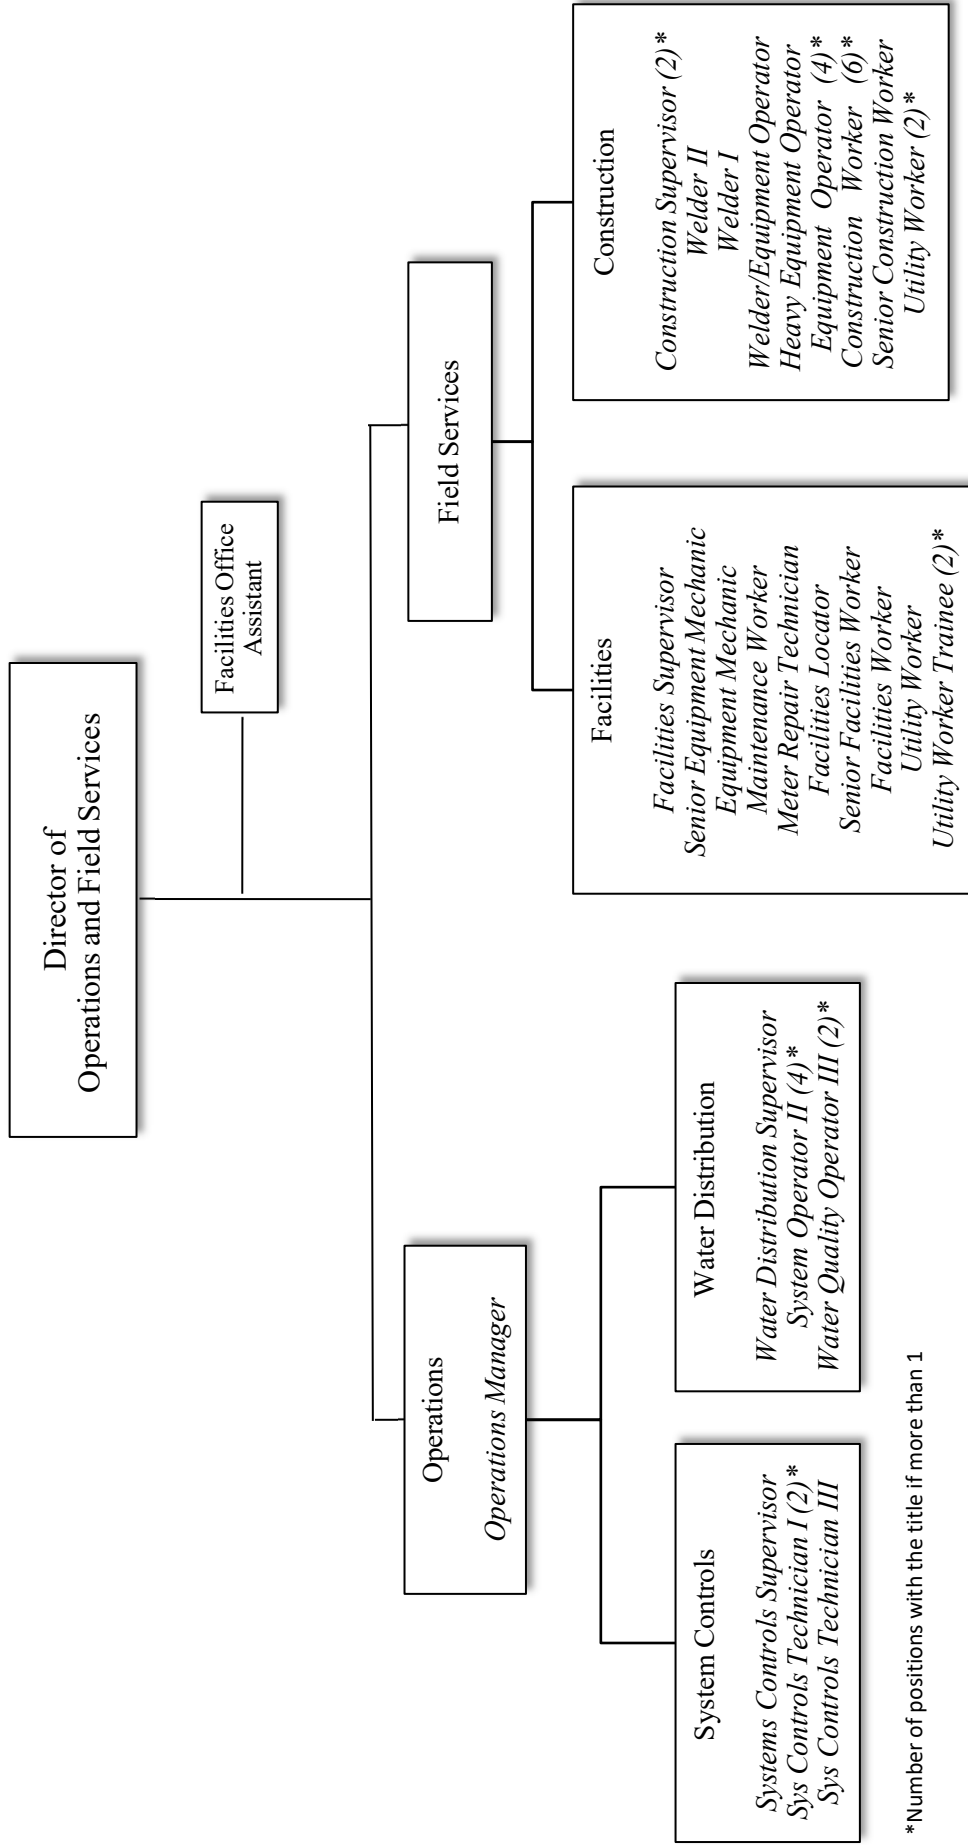 Director of
Operations and Field Services
Facilities Office
Assistant
Operations
Operations Manager
Field Services
System Controls
Systems Controls Supervisor
Sys Controls Technician I (2)*
Sys Controls Technician III
Water Distribution
Water Distribution Supervisor
System Operator II (4)*
Water Quality Operator III (2)*
Facilities
Facilities Supervisor
Senior Equipment Mechanic
Equipment Mechanic
Maintenance Worker
Meter Repair Technician
Facilities Locator
Senior Facilities Worker
Facilities Worker
Utility Worker
Utility Worker Trainee (2)*
Construction
Construction Supervisor (2)*
Welder II
Welder I
Welder/Equipment Operator
Heavy Equipment Operator
Equipment Operator (4)*
Construction Worker (6)*
Senior Construction Worker
Utility Worker (2)*
*Number of positions with the title if more than 1